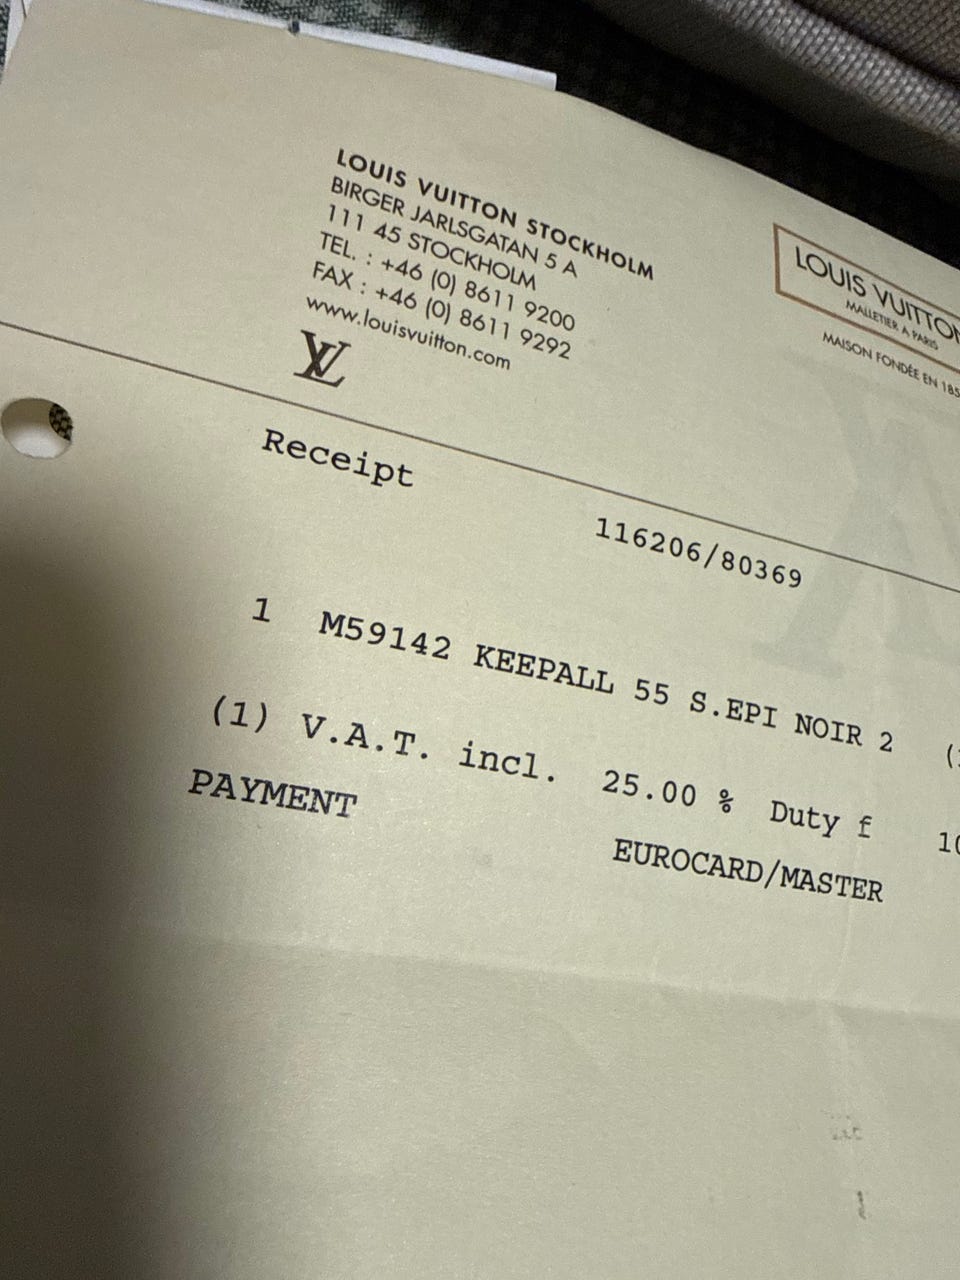 LOUIS VUITTON STOCKHOLM
BIRGER JARLSGATAN 5 A
111 45 STOCKHOLM
TEL. : +46 (0) 8611 9200
FAX : +46 (0) 8611 9292
www.louisvuitton.com
LV
LOUIS VUITTON
MALLETIER A PARIS
MAISON FONDÉE EN 185
Receipt
116206/80369
1 M59142 KEEPALL 55 S.EPI NOIR 2 (
(1) V.A.T. incl. 25.00 % Duty f 10
PAYMENT
EUROCARD/MASTER